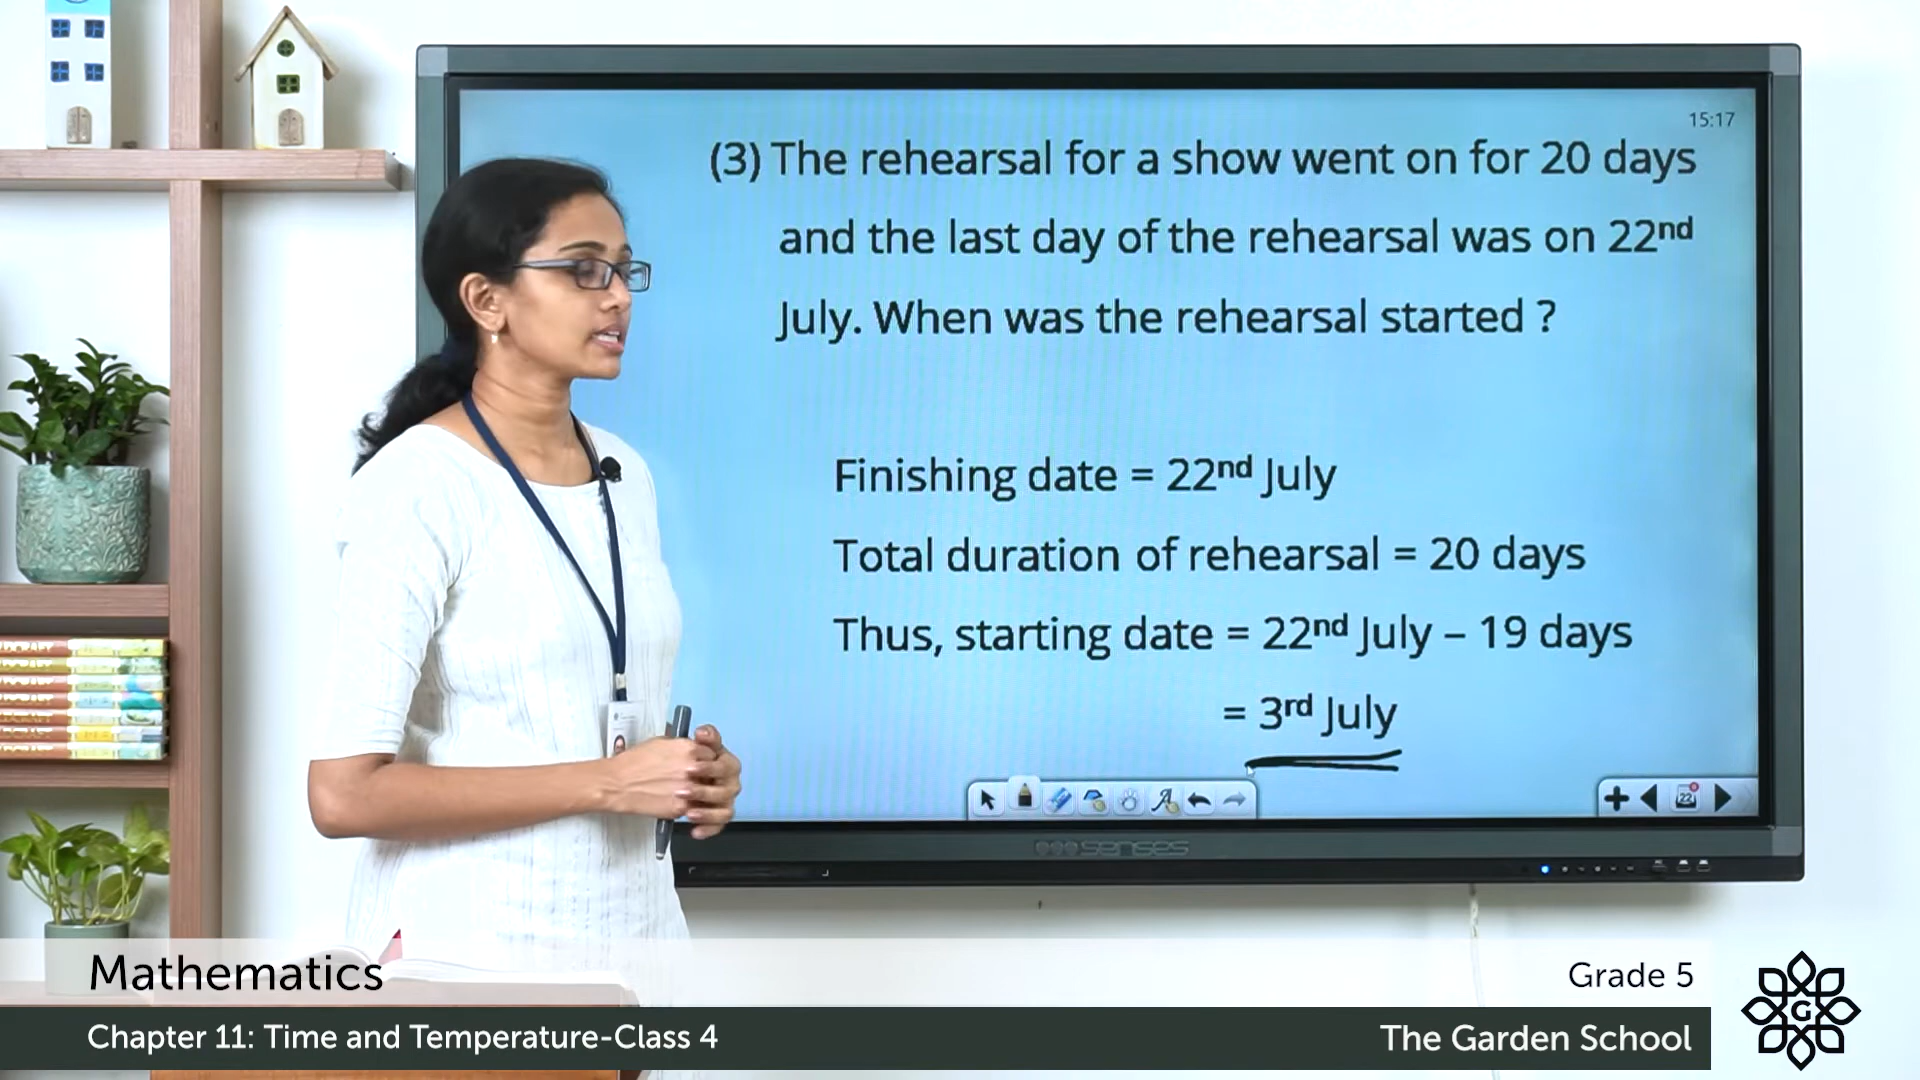 15:17
(3) The rehearsal for a show went on for 20 days
and the last day of the rehearsal was on 22nd
July. When was the rehearsal started ?
Finishing date = 22nd July
Total duration of rehearsal = 20 days
Thus, starting date = 22nd July – 19 days
= 3rd July
22
senses
Mathematics
Grade 5
Chapter 11: Time and Temperature-Class 4
The Garden School
G